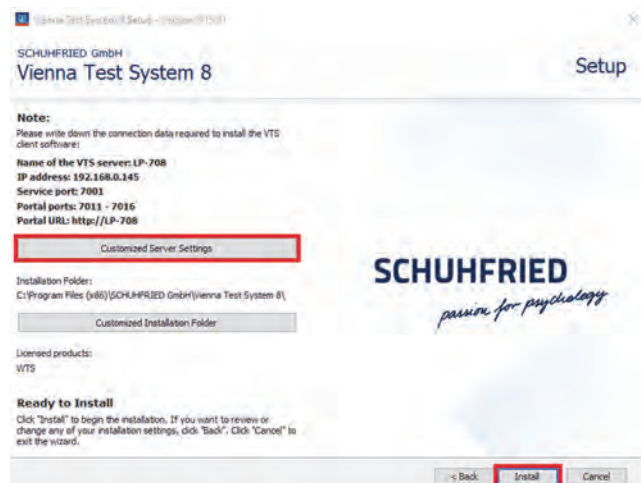 Vienna Test System 8 Setup -
SCHUHFRIED GmbH
Vienna Test System 8
Setup
Note:
Please write down the connection data required to install the VTS
client software:
Name of the VTS server: LP-708
IP address: 192.168.0.145
Service port: 7001
Portal ports: 7011 - 7016
Portal URL: http://LP-708
Customized Server Settings
Installation Folder:
C:\Program Files (x86)\SCHUHFRIED GmbH\Vienna Test System 8\
Customized Installation Folder
Licensed products:
WTS
Ready to Install
Click "Install" to begin the installation. If you want to review or
change any of your installation settings, click "Back". Click "Cancel" to
exit the wizard.
SCHUHFRIED
passion for psychology
< Back Install Cancel